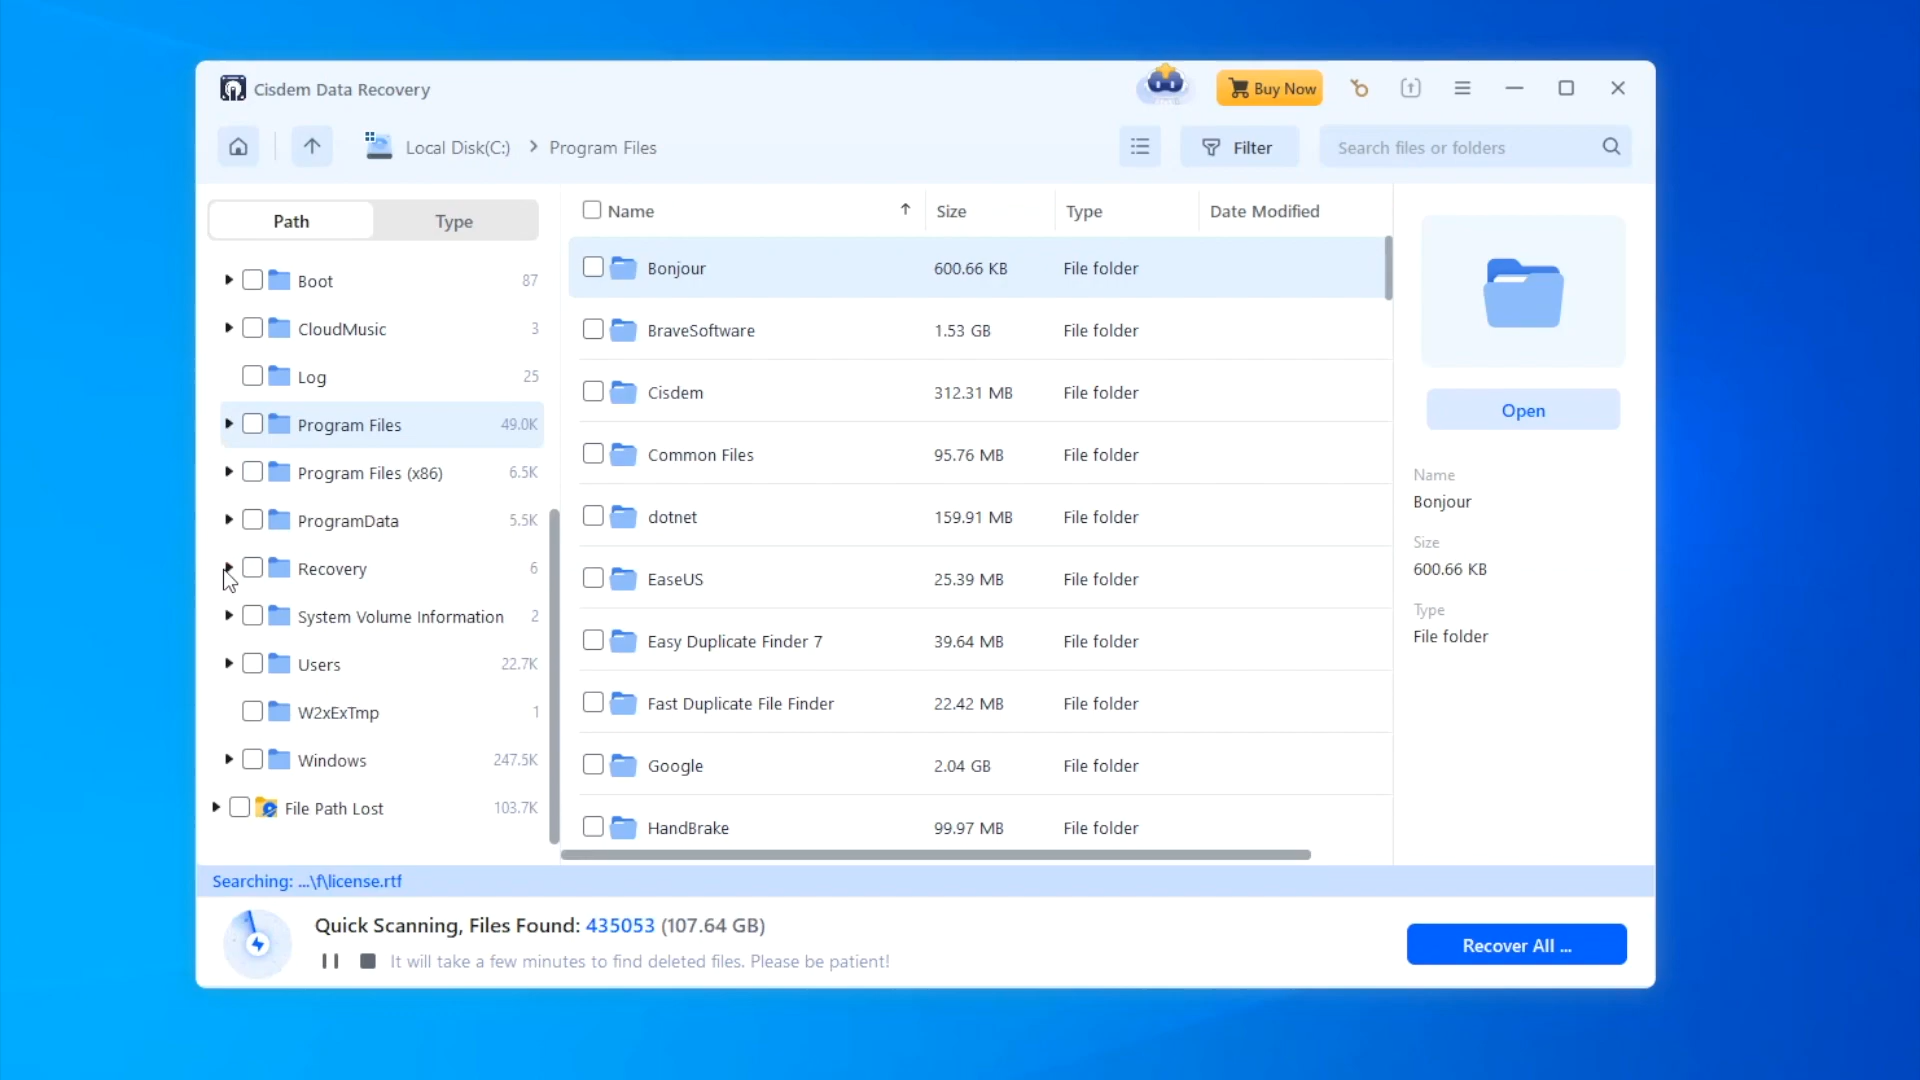 Cisdem Data Recovery
Buy Now
Local Disk(C:) > Program Files
Filter
Search files or folders
Path
Type
Boot 87
CloudMusic 3
Log 25
Program Files 49.0K
Program Files (x86) 6.5K
ProgramData 5.5K
Recovery 6
System Volume Information 2
Users 22.7K
W2xExTmp 1
Windows 247.5K
File Path Lost 103.7K
Name Size Type Date Modified
Bonjour 600.66 KB File folder
BraveSoftware 1.53 GB File folder
Cisdem 312.31 MB File folder
Common Files 95.76 MB File folder
dotnet 159.91 MB File folder
EaseUS 25.39 MB File folder
Easy Duplicate Finder 7 39.64 MB File folder
Fast Duplicate File Finder 22.42 MB File folder
Google 2.04 GB File folder
HandBrake 99.97 MB File folder
Open
Name
Bonjour
Size
600.66 KB
Type
File folder
Searching: ...\f\license.rtf
Quick Scanning, Files Found: 435053 (107.64 GB)
It will take a few minutes to find deleted files. Please be patient!
Recover All ...